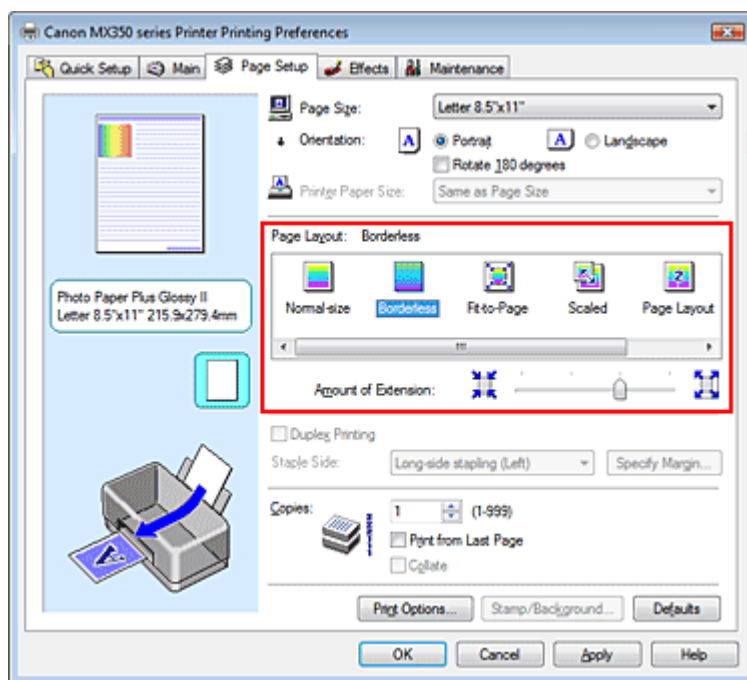 Canon MX350 series Printer Printing Preferences
Quick Setup Main Page Setup Effects Maintenance
Page Size: Letter 8.5"x11"
Orientation: A Portrait A Landscape
Rotate 180 degrees
Printer Paper Size: Same as Page Size
Page Layout: Borderless
Normal-size Borderless Fit-to-Page Scaled Page Layout
Photo Paper Plus Glossy II
Letter 8.5"x11" 215.9x279.4mm
Amount of Extension:
Duplex Printing
Staple Side: Long-side stapling (Left) Specify Margin...
Copies: 1 (1-999)
Print from Last Page
Collate
Print Options... Stamp/Background... Defaults
OK Cancel Apply Help